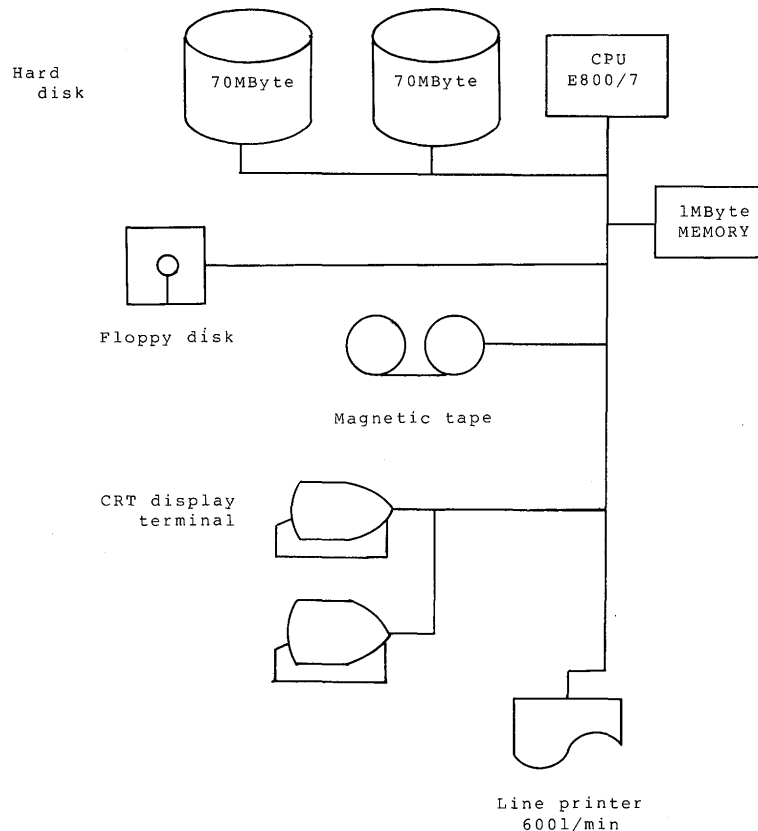 Hard
disk
70MByte
70MByte
CPU
E800/7
1MByte
MEMORY
Floppy disk
Magnetic tape
CRT display
terminal
Line printer
600l/min